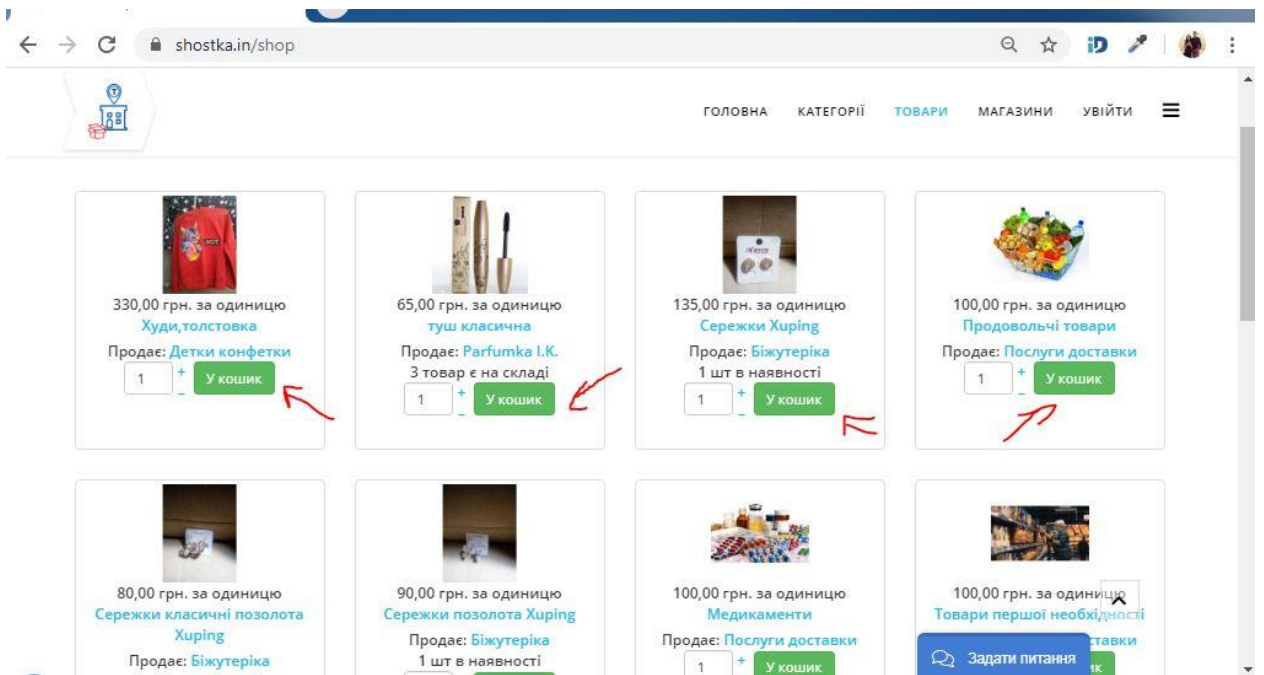 shostka.in/shop
ГОЛОВНА КАТЕГОРІЇ ТОВАРИ МАГАЗИНИ УВІЙТИ
330,00 грн. за одиницю
Худи,толстовка
Продає: Детки конфетки
1 + - У кошик
65,00 грн. за одиницю
туш класична
Продає: Parfumka I.K.
3 товар є на складі
1 + - У кошик
135,00 грн. за одиницю
Сережки Xuping
Продає: Біжутеріка
1 шт в наявності
1 + - У кошик
100,00 грн. за одиницю
Продовольчі товари
Продає: Послуги доставки
1 + - У кошик
80,00 грн. за одиницю
Сережки класичні позолота
Xuping
Продає: Біжутеріка
90,00 грн. за одиницю
Сережки позолота Xuping
Продає: Біжутеріка
1 шт в наявності
100,00 грн. за одиницю
Медикаменти
Продає: Послуги доставки
1 + У кошик
100,00 грн. за одиницю
Товари першої необхідності
Задати питання